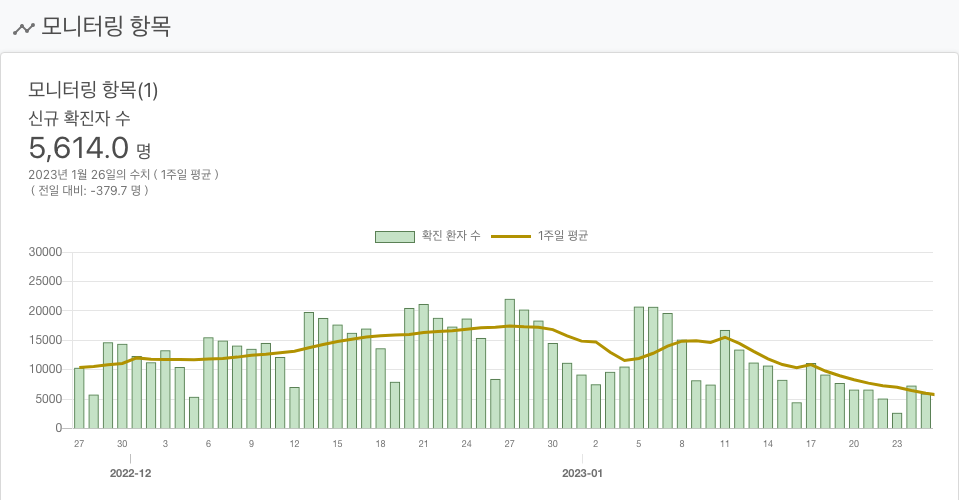 모니터링 항목
모니터링 항목(1)
신규 확진자 수
5,614.0 명
2023년 1월 26일의 수치 ( 1주일 평균 )
( 전일 대비: -379.7 명 )
확진 환자 수 1주일 평균
30000
25000
20000
15000
10000
5000
0
27 30 3 6 9 12 15 18 21 24 27 30 2 5 8 11 14 17 20 23
2022-12 2023-01